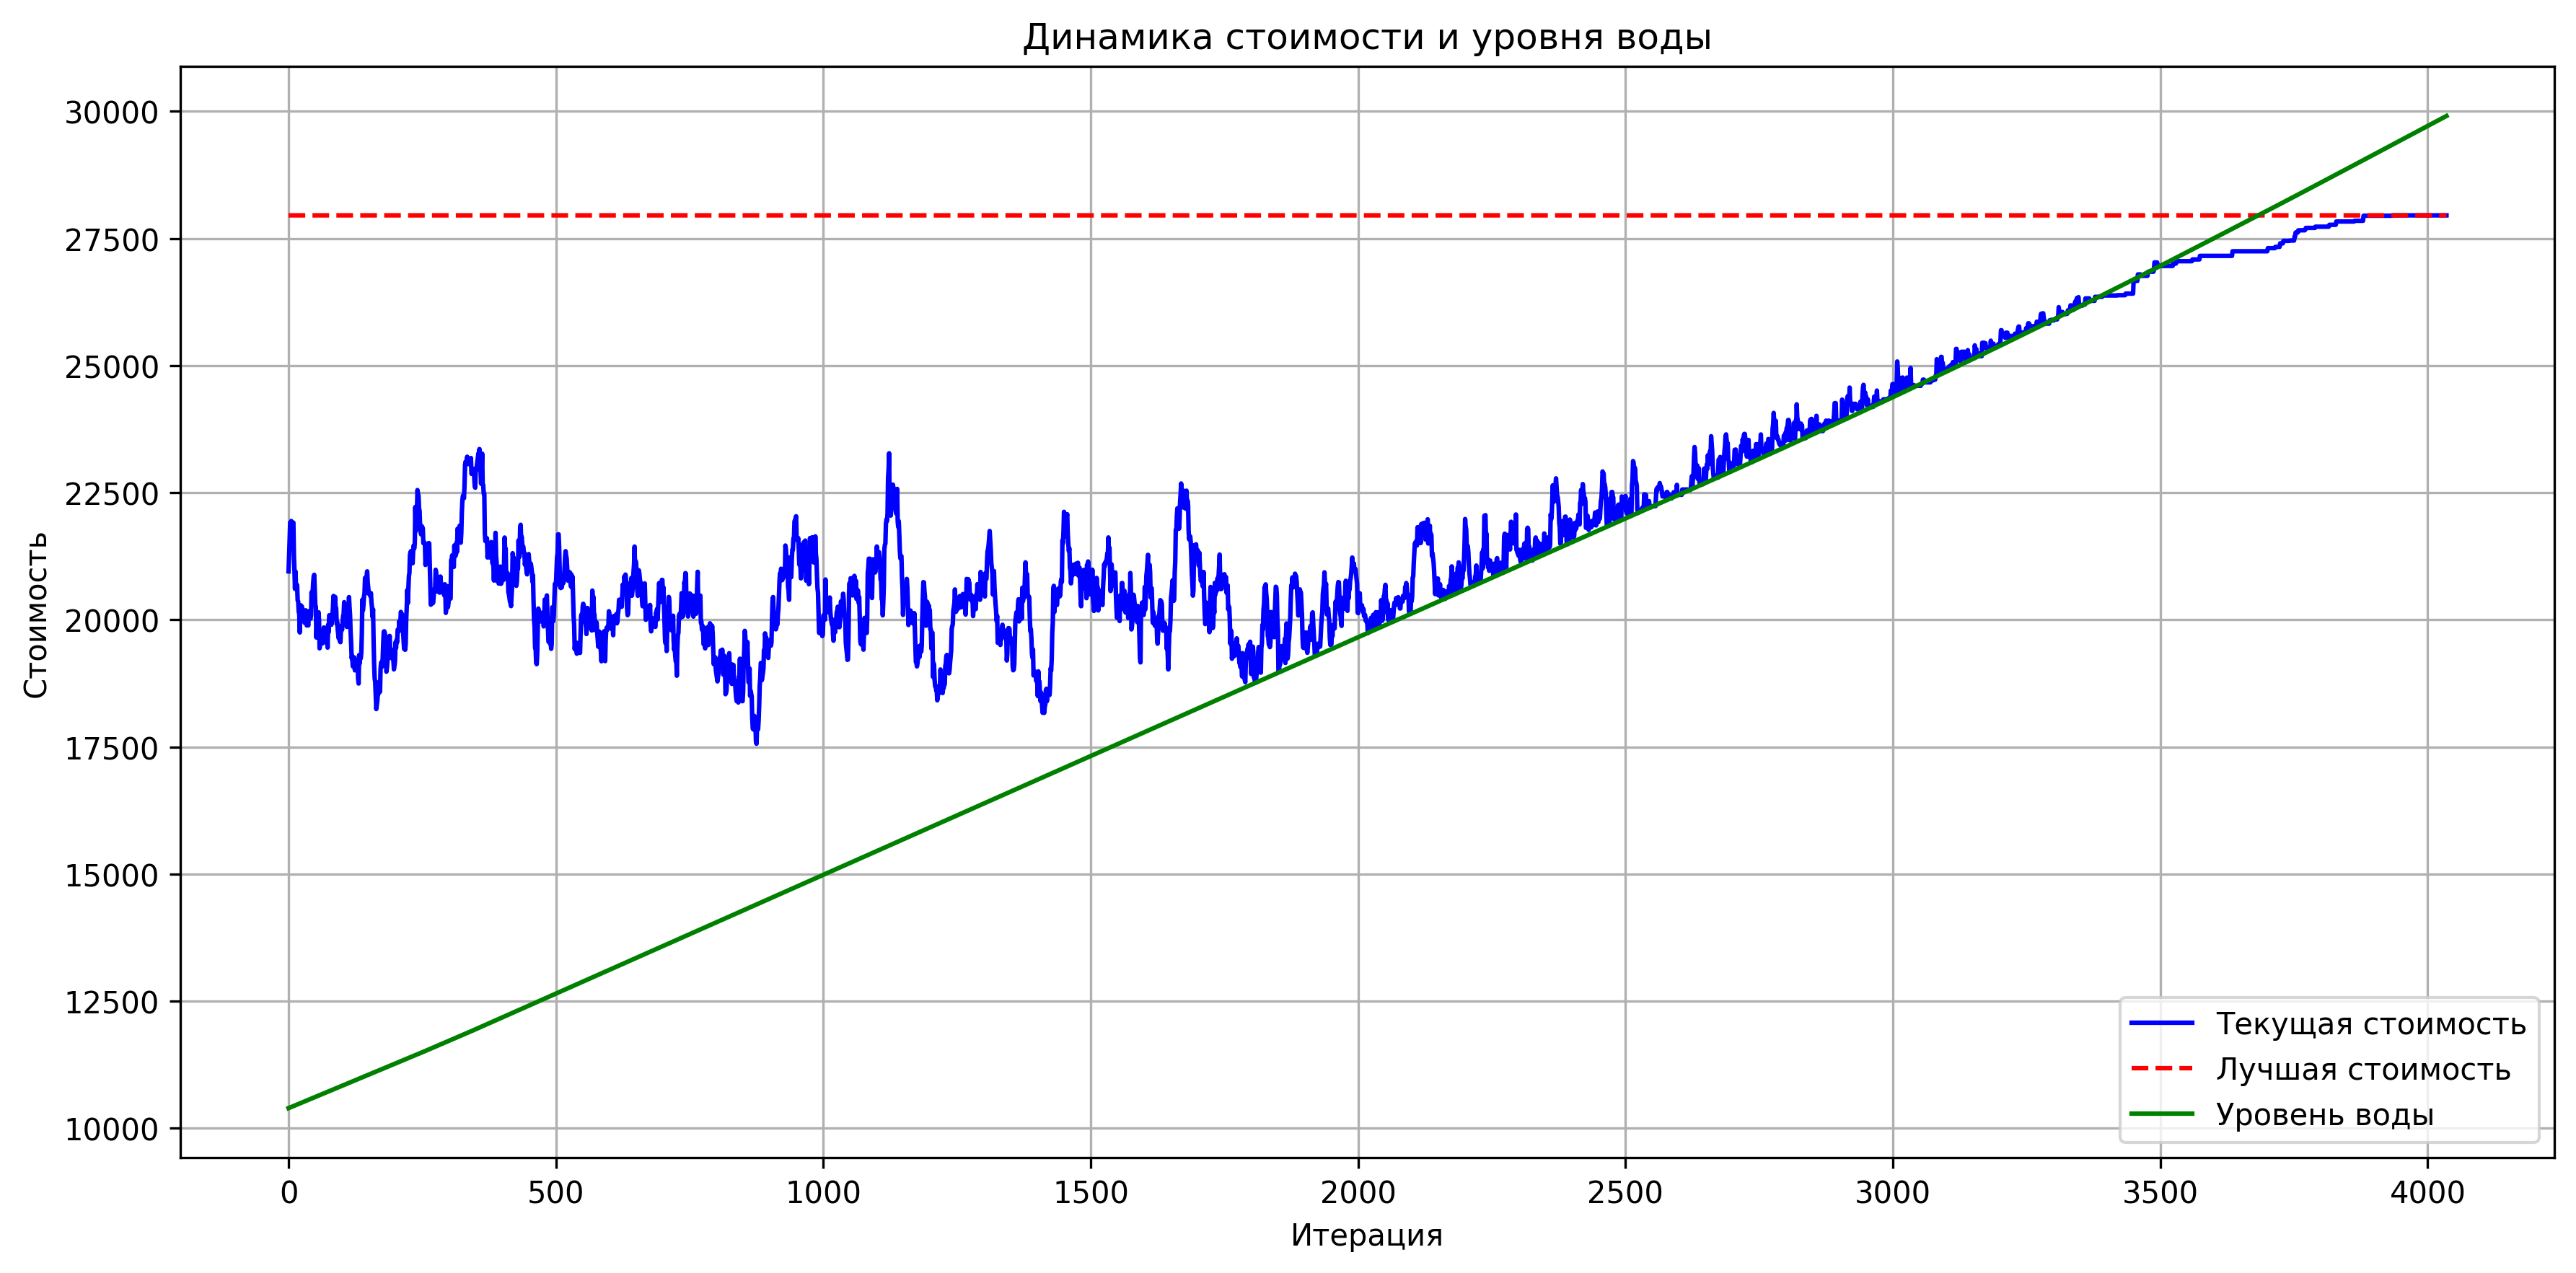 Динамика стоимости и уровня воды
30000
27500
25000
22500
20000
17500
15000
12500
10000
Стоимость
0 500 1000 1500 2000 2500 3000 3500 4000
Итерация
Текущая стоимость
Лучшая стоимость
Уровень воды